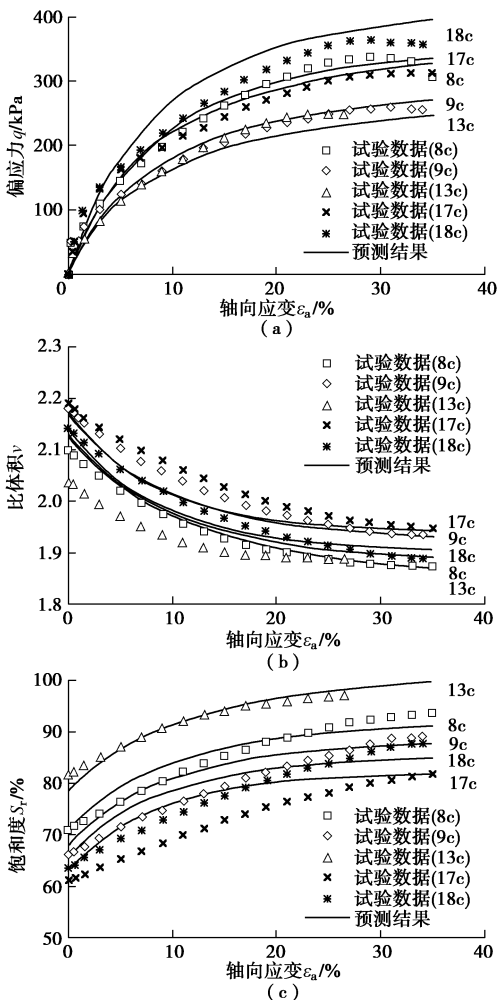 400
300
200
100
0
偏应力q/kPa
18c
17c
8c
9c
13c
试验数据(8c)
试验数据(9c)
试验数据(13c)
试验数据(17c)
试验数据(18c)
预测结果
0 10 20 30 40
轴向应变εa/%
(a)
2.3
2.2
2.1
2.0
1.9
1.8
比体积v
试验数据(8c)
试验数据(9c)
试验数据(13c)
试验数据(17c)
试验数据(18c)
预测结果
17c
9c
18c
8c
13c
0 10 20 30 40
轴向应变εa/%
(b)
100
90
80
70
60
50
饱和度Sr/%
13c
8c
9c
18c
17c
试验数据(8c)
试验数据(9c)
试验数据(13c)
试验数据(17c)
试验数据(18c)
预测结果
0 10 20 30 40
轴向应变εa/%
(c)